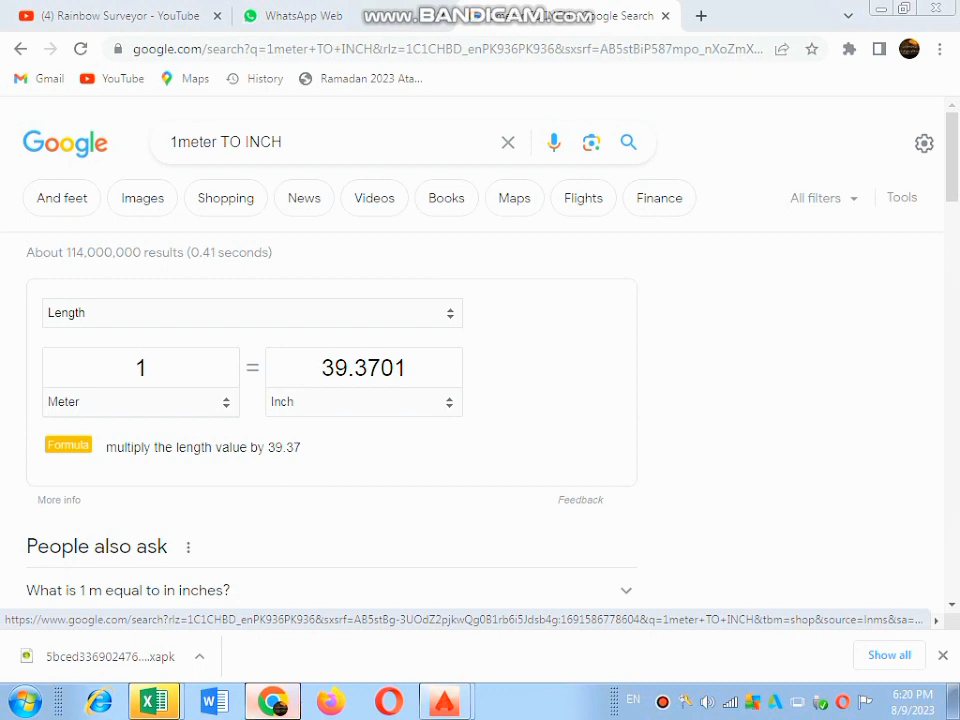 (4) Rainbow Surveyor - YouTube
WhatsApp Web
www.BANDICAM.com
Google Search
google.com/search?q=1meter+TO+INCH&rlz=1C1CHBD_enPK936PK936&sxsrf=AB5stBiP587mpo_nXoZmX...
Gmail
YouTube
Maps
History
Ramadan 2023 Ata...
Google
1meter TO INCH
And feet
Images
Shopping
News
Videos
Books
Maps
Flights
Finance
All filters
Tools
About 114,000,000 results (0.41 seconds)
Length
1 = 39.3701
Meter
Inch
Formula multiply the length value by 39.37
More info
Feedback
People also ask
What is 1 m equal to in inches?
https://www.google.com/search?rlz=1C1CHBD_enPK936PK936&sxsrf=AB5stBg-3UOdZ2pjkwQg0B1rb6i5Jdsb4g:1691586778604&q=1meter+TO+INCH&tbm=shop&source=lnms&sa=...
5bced336902476....xapk
Show all
EN
6:20 PM
8/9/2023